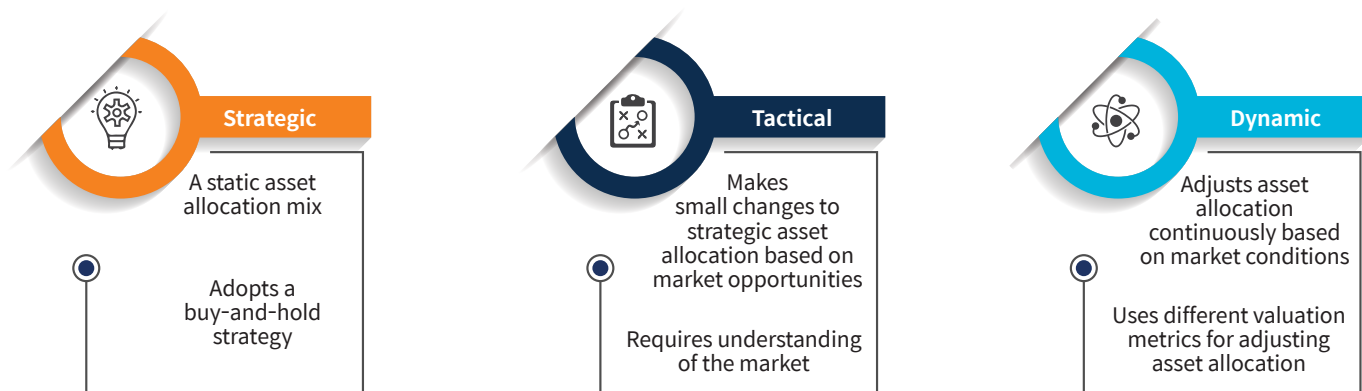 Strategic
A static asset
allocation mix
Adopts a
buy-and-hold
strategy
Tactical
Makes
small changes to
strategic asset
allocation based on
market opportunities
Requires understanding
of the market
Dynamic
Adjusts asset
allocation
continuously based
on market conditions
Uses different valuation
metrics for adjusting
asset allocation